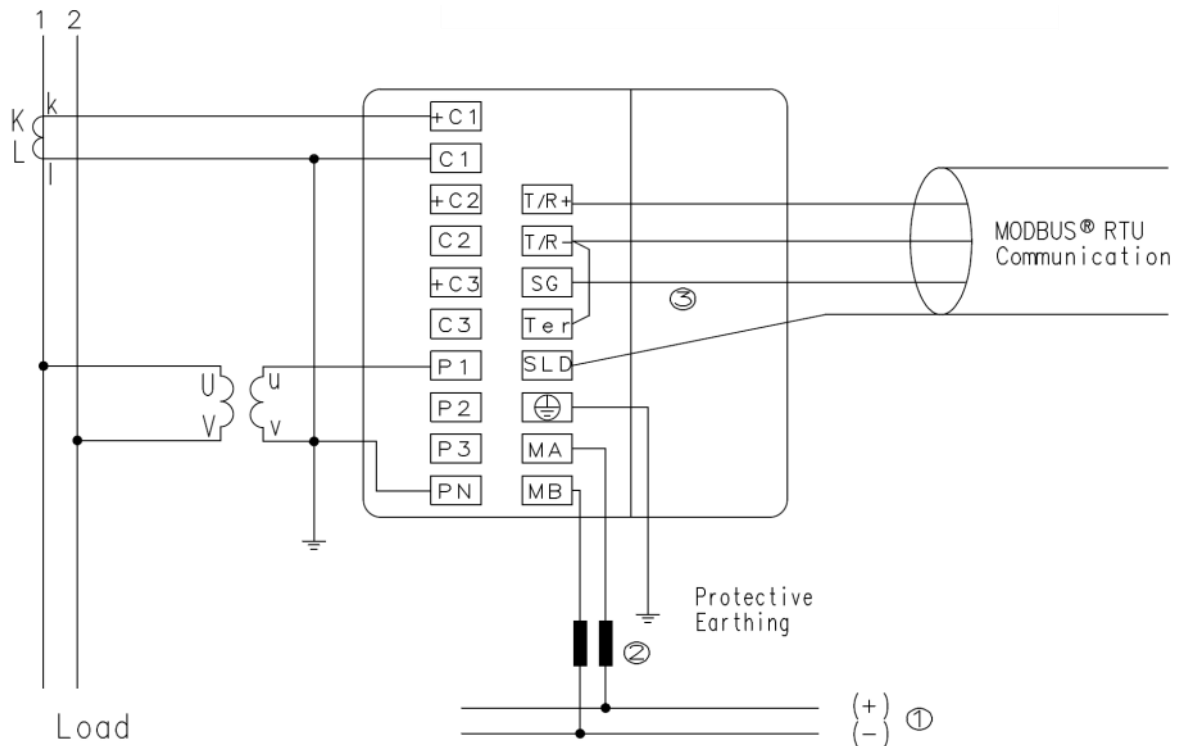 1 2
K k
L l
+C1
C1
+C2 T/R+
C2 T/R-
+C3 SG
C3 Ter
P1 SLD
P2
P3 MA
PN MB
MODBUS® RTU
Communication
③
U u
V v
Protective
Earthing
②
(+)
(-) ①
Load